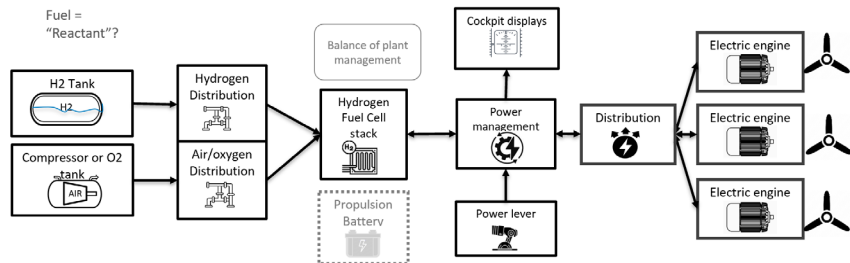 Fuel =
“Reactant”?
Balance of plant
management
Cockpit displays
H2 Tank
H2
Hydrogen
Distribution
Compressor or O2
tank
AIR
Air/oxygen
Distribution
Hydrogen
Fuel Cell
stack
H2
Propulsion
Battery
Power
management
Power lever
Distribution
Electric engine
Electric engine
Electric engine